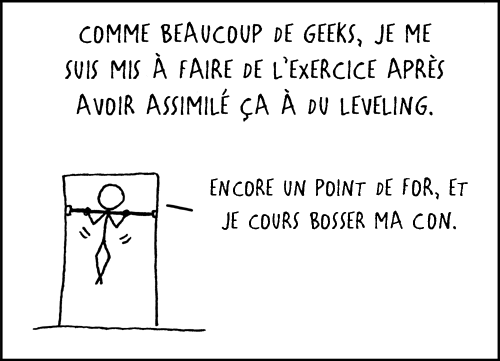 COMME BEAUCOUP DE GEEKS, JE ME
SUIS MIS À FAIRE DE L'EXERCICE APRÈS
AVOIR ASSIMILÉ ÇA À DU LEVELING.
ENCORE UN POINT DE FOR, ET
JE COURS BOSSER MA CON.